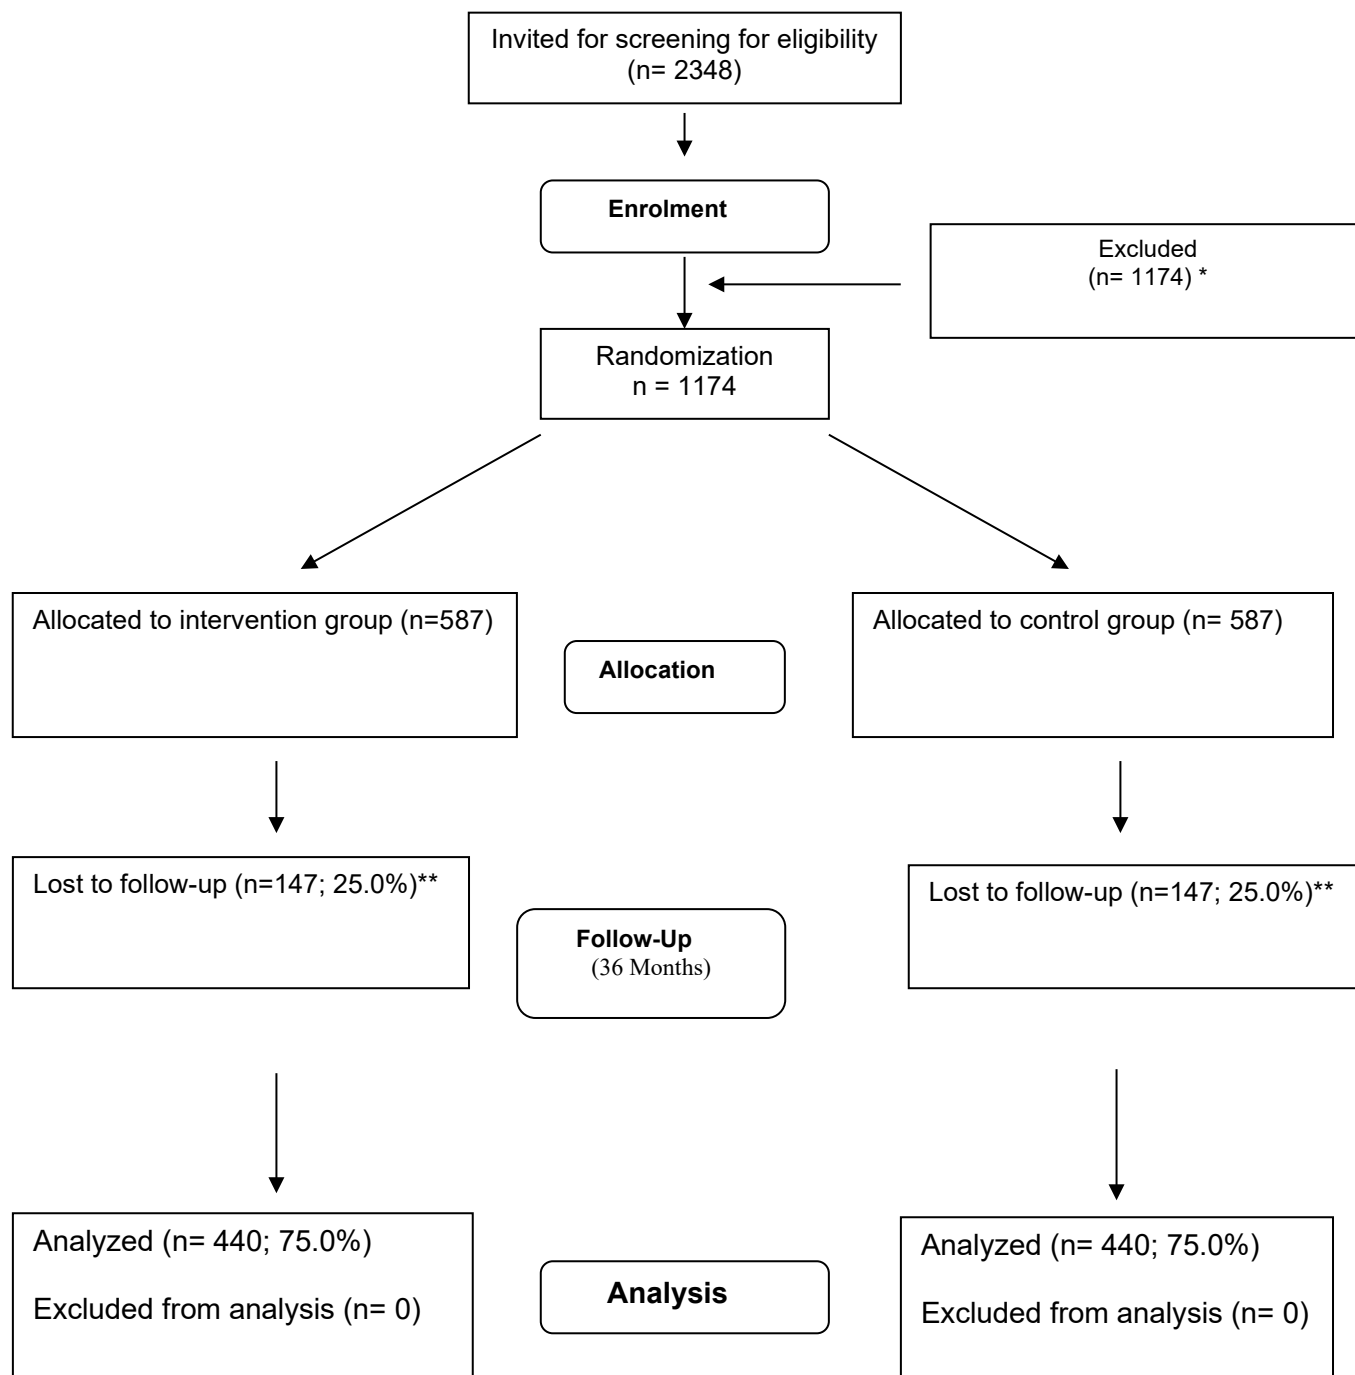 Invited for screening for eligibility
(n= 2348)
Enrolment
Excluded
(n= 1174) *
Randomization
n = 1174
Allocated to intervention group (n=587)
Allocated to control group (n= 587)
Allocation
Lost to follow-up (n=147; 25.0%)**
Lost to follow-up (n=147; 25.0%)**
Follow-Up
(36 Months)
Analyzed (n= 440; 75.0%)
Excluded from analysis (n= 0)
Analysis
Analyzed (n= 440; 75.0%)
Excluded from analysis (n= 0)